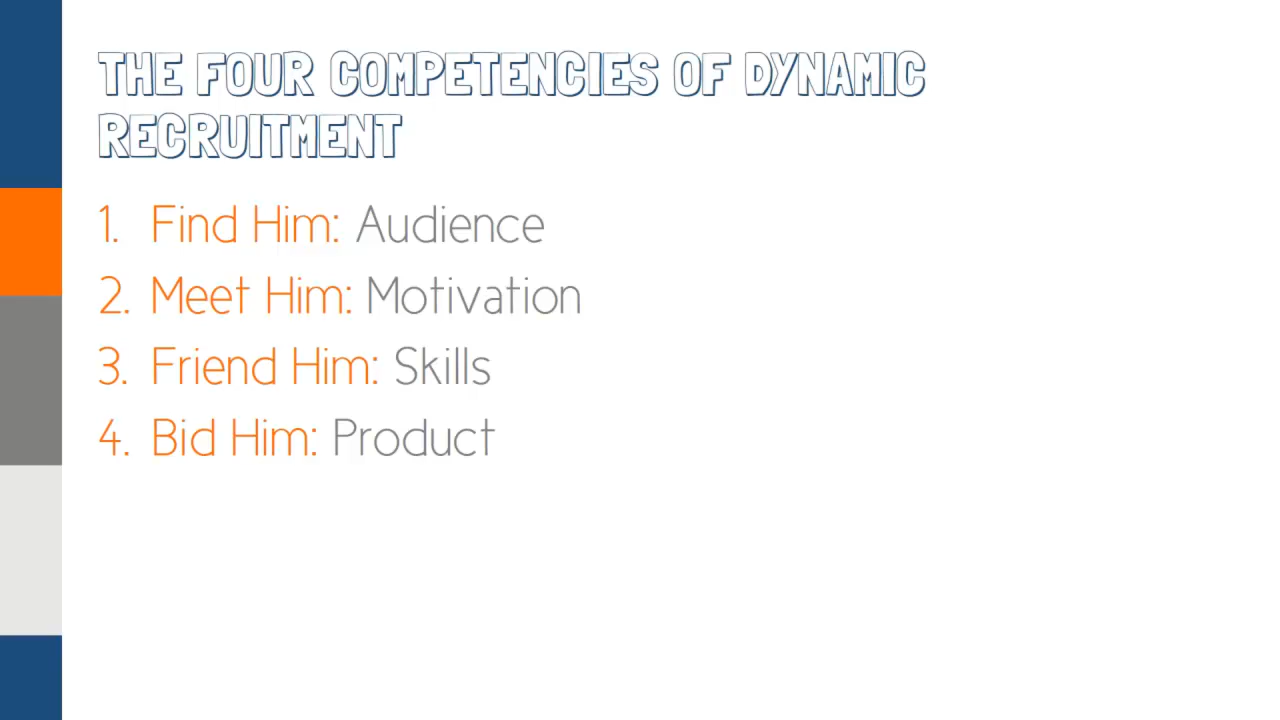 THE FOUR COMPETENCIES OF DYNAMIC
RECRUITMENT
1. Find Him: Audience
2. Meet Him: Motivation
3. Friend Him: Skills
4. Bid Him: Product